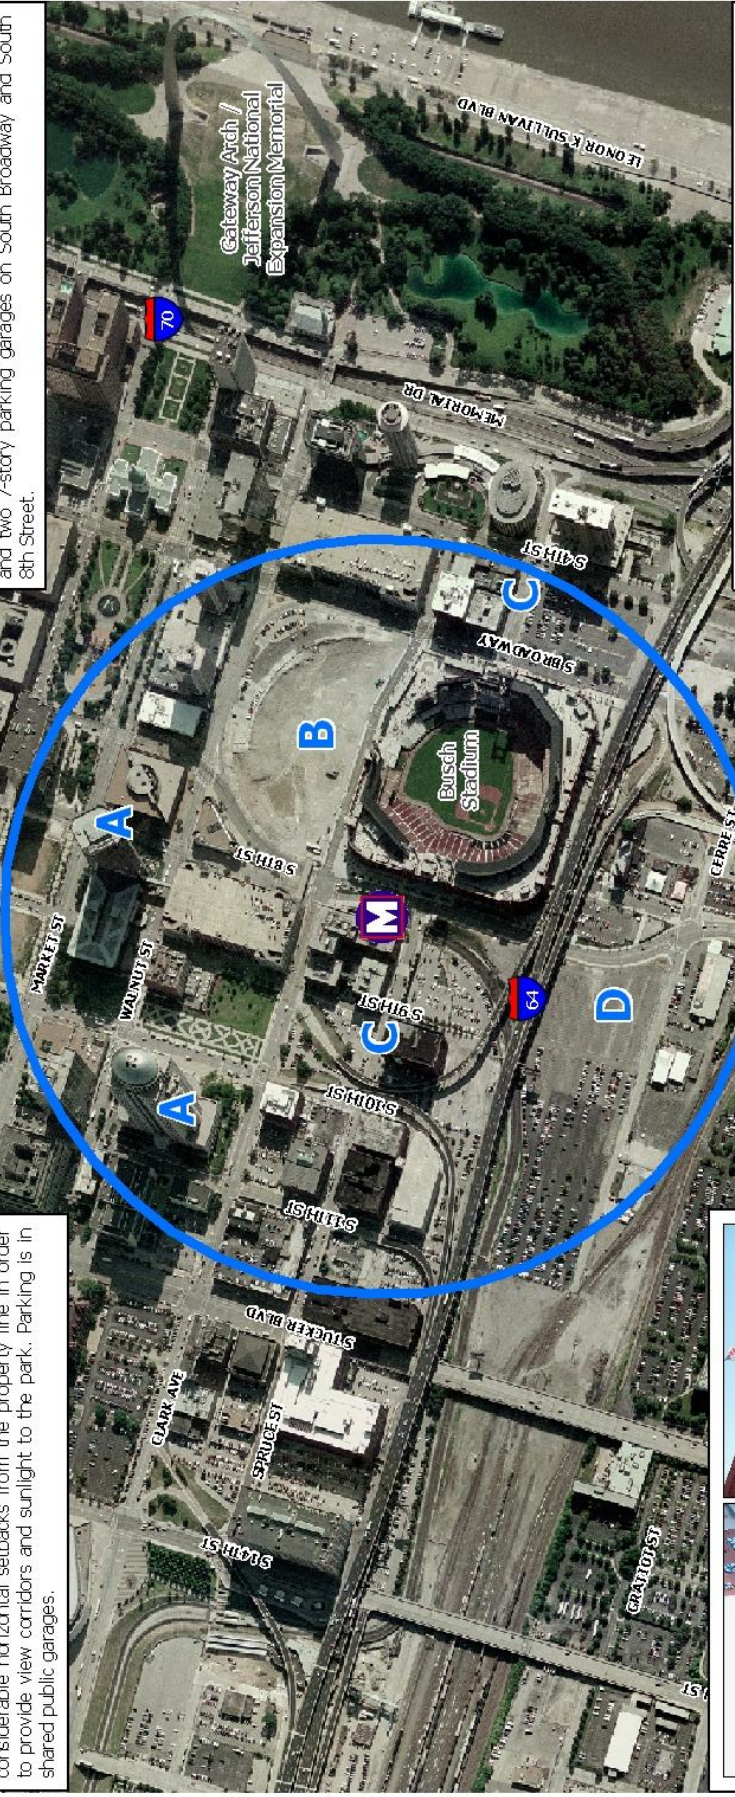 considerable horizontal setbacks from the property line in order
to provide view corridors and sunlight to the park. Parking is in
shared public garages.
and two 7-story parking garages on South Broadway and South
8th Street.
MARKET ST
WALNUT ST
CLARK AVE
SPRUCE ST
S 14TH ST
S TUCKER BLVD
S 11TH ST
S 10TH ST
S 9TH ST
S 8TH ST
S BROADWAY
S 4TH ST
MEMORIAL DR
LEONOR K SULLIVAN BLVD
CERRE ST
GRATIOT ST
ST
Gateway Arch /
Jefferson National
Expansion Memorial
Busch
Stadium
A
A
B
C
C
D
M
70
64